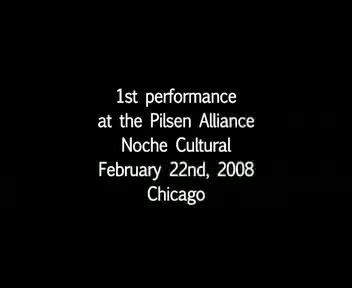 1st performance
at the Pilsen Alliance
Noche Cultural
February 22nd, 2008
Chicago